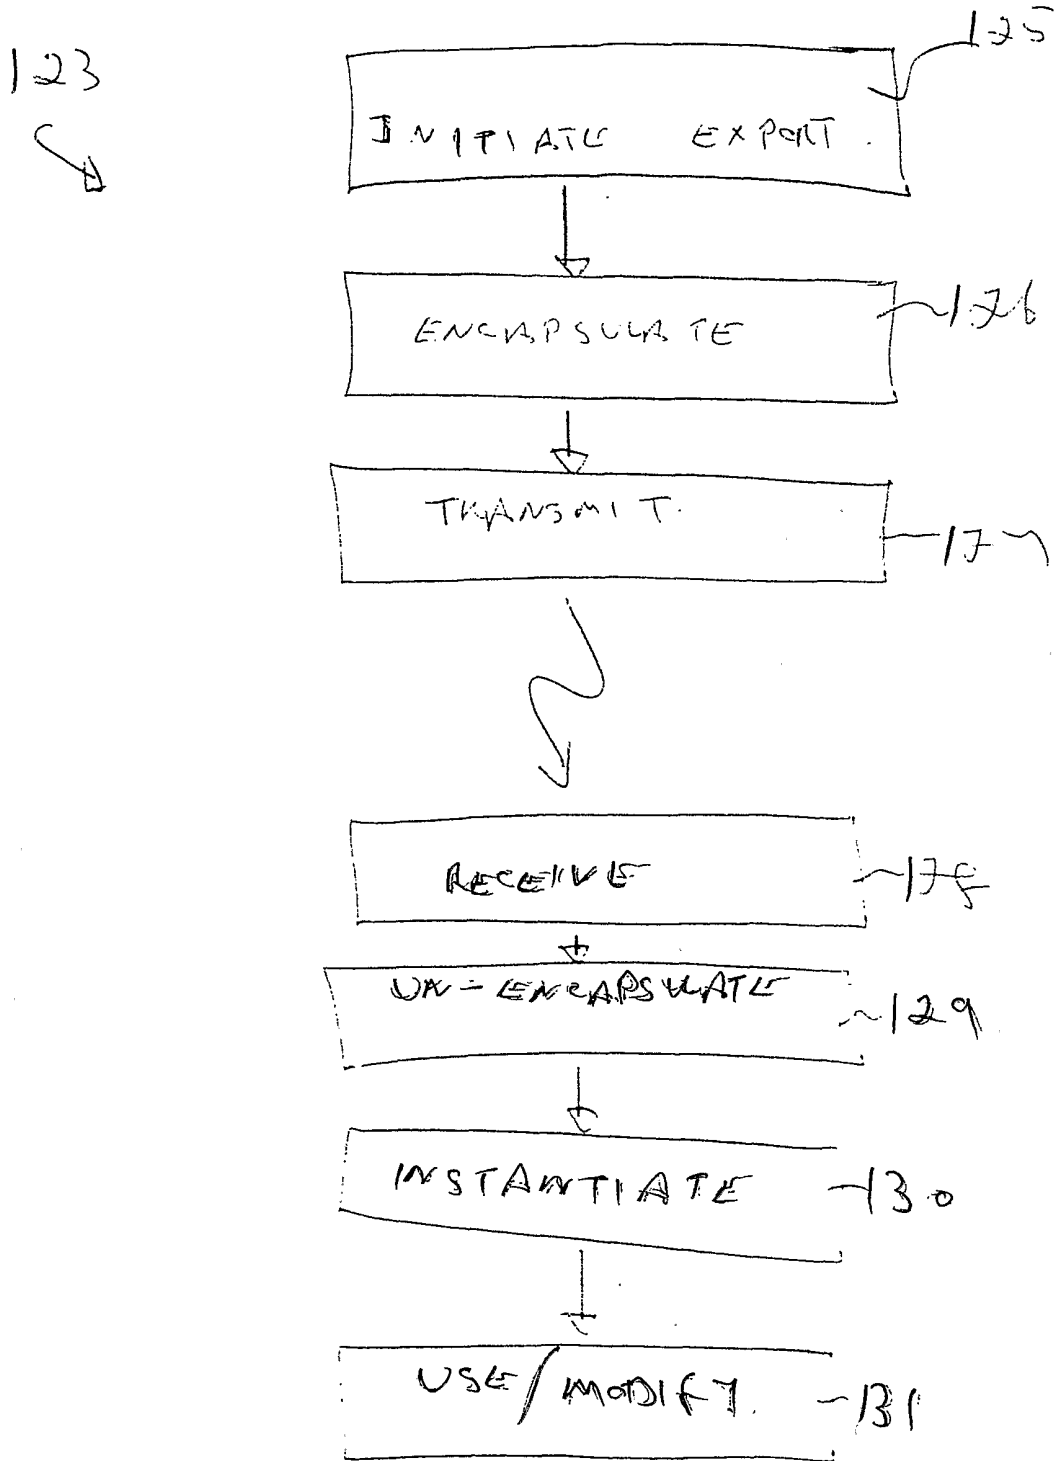 125
123
INITIATE EXPORT.
ENCAPSULATE
126
TRANSMIT.
127
RECEIVE
128
UN-ENCAPSULATE
129
INSTANTIATE
130
USE/MODIFY.
131